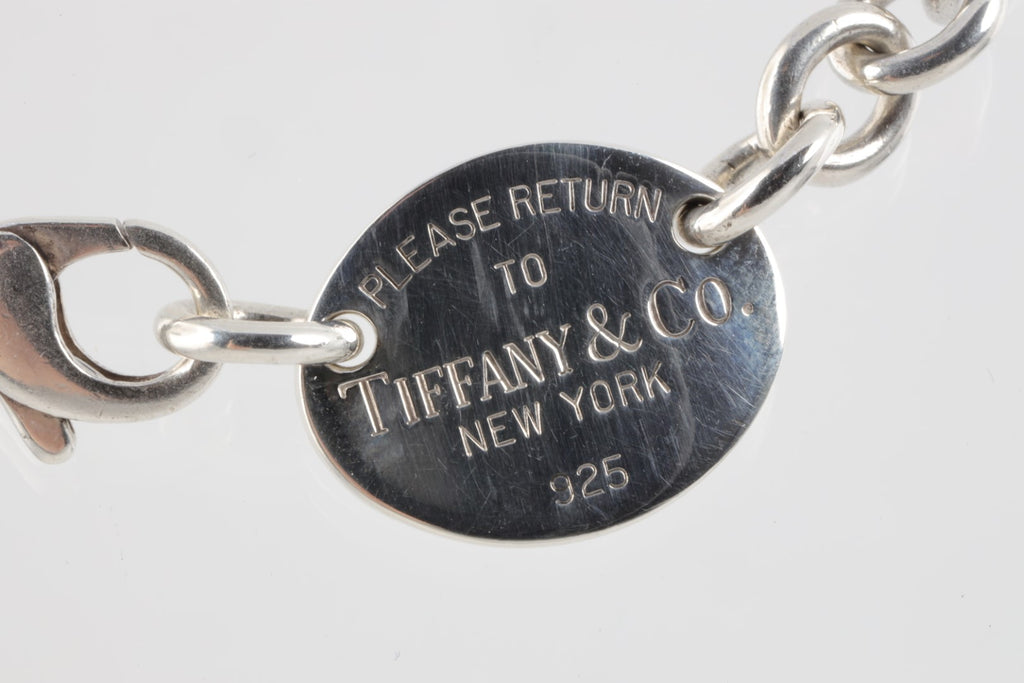 PLEASE RETURN
TO
TIFFANY & CO.
NEW YORK
925